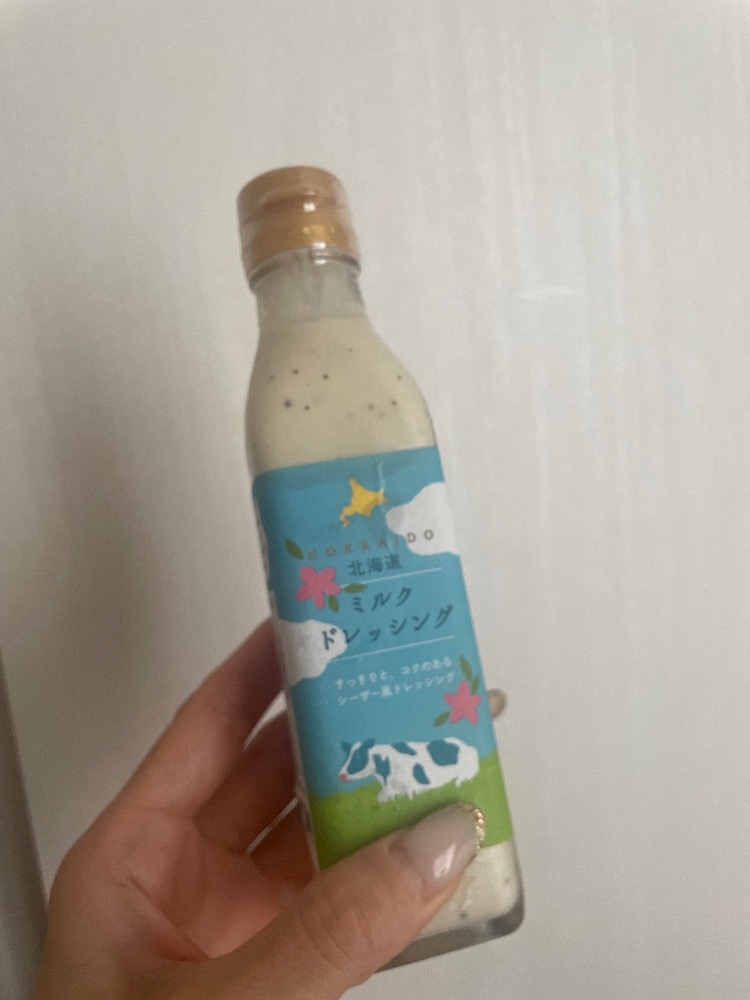 HOKKAIDO
北海道
ミルク
ドレッシング
すっきりと、コクのある
シーザー風ドレッシング